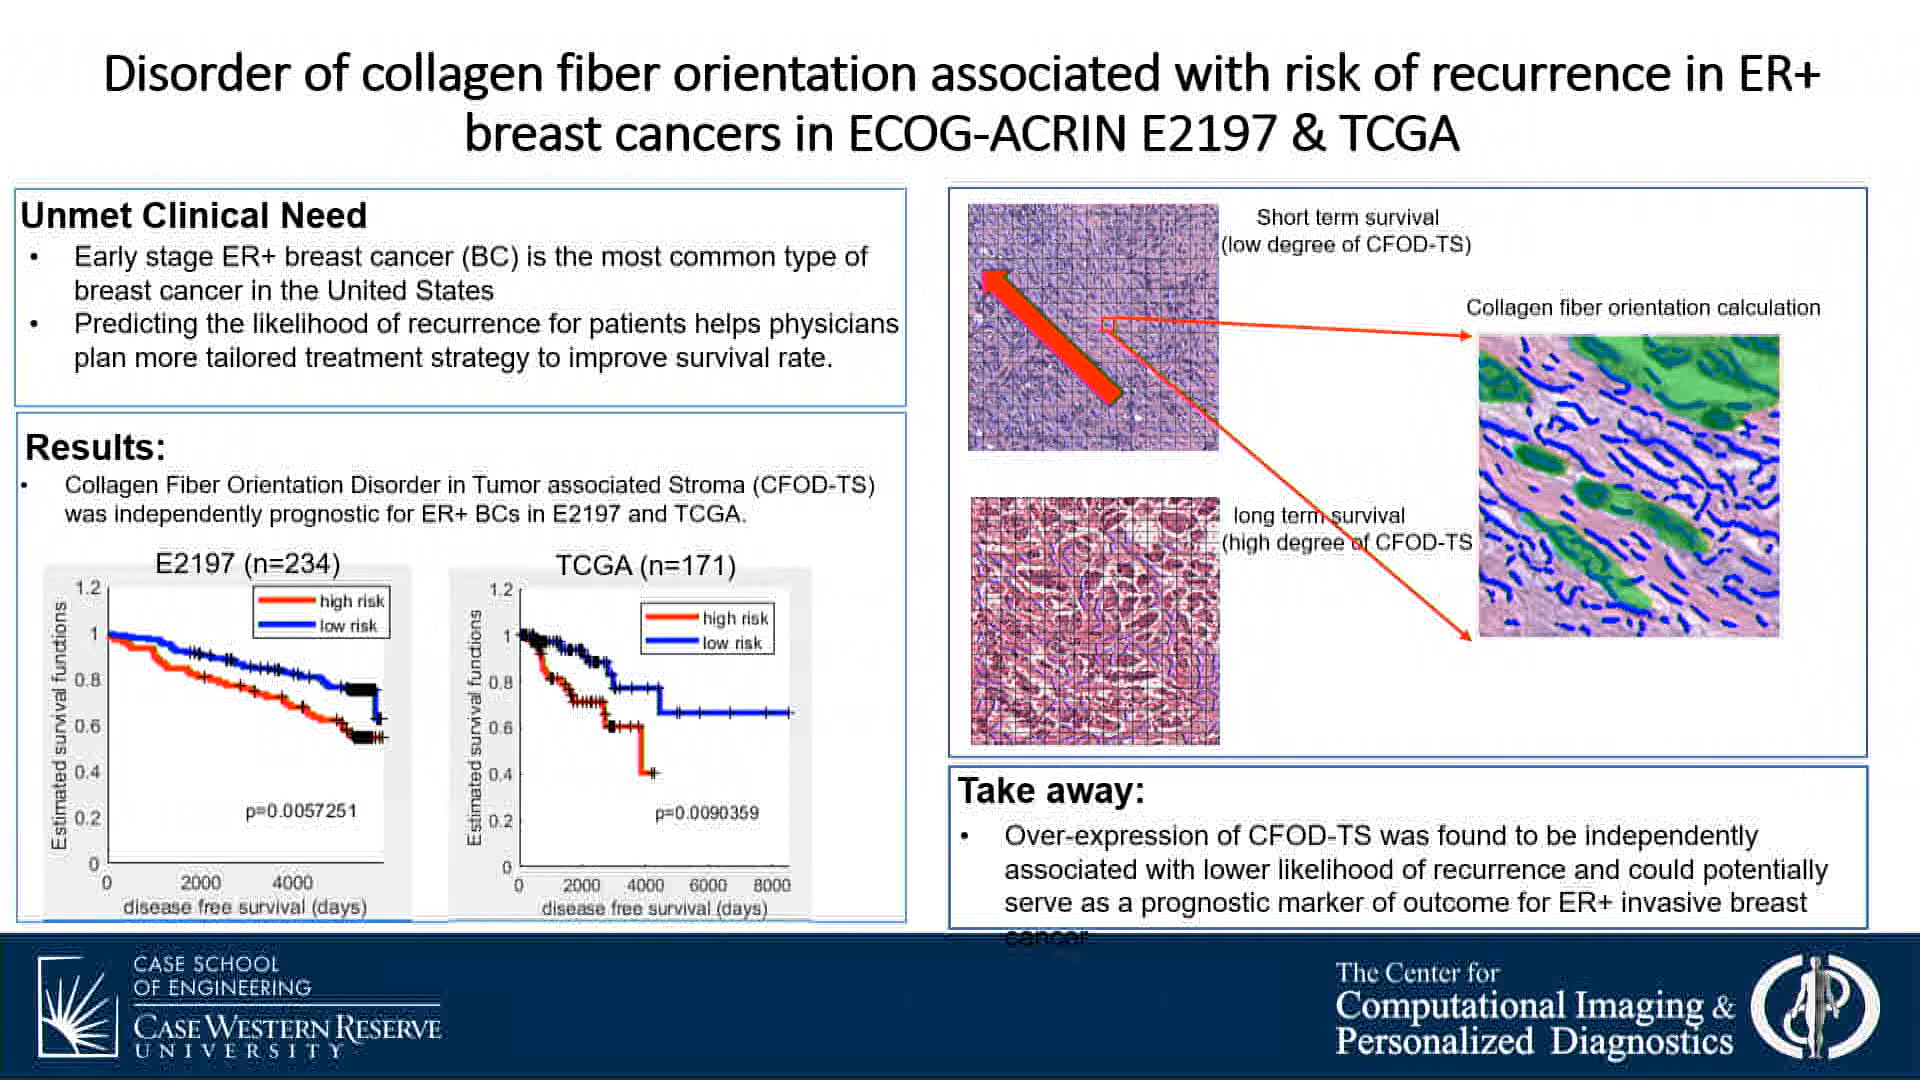 Disorder of collagen fiber orientation associated with risk of recurrence in ER+
breast cancers in ECOG-ACRIN E2197 & TCGA
Unmet Clinical Need
• Early stage ER+ breast cancer (BC) is the most common type of
breast cancer in the United States
• Predicting the likelihood of recurrence for patients helps physicians
plan more tailored treatment strategy to improve survival rate.
Results:
• Collagen Fiber Orientation Disorder in Tumor associated Stroma (CFOD-TS)
was independently prognostic for ER+ BCs in E2197 and TCGA.
E2197 (n=234)
high risk
low risk
Estimated survival functions
1.2
1
0.8
0.6
0.4
0.2
0
p=0.0057251
0 2000 4000
disease free survival (days)
TCGA (n=171)
high risk
low risk
Estimated survival functions
1.2
1
0.8
0.6
0.4
0.2
0
p=0.0090359
0 2000 4000 6000 8000
disease free survival (days)
Short term survival
(low degree of CFOD-TS)
Collagen fiber orientation calculation
long term survival
(high degree of CFOD-TS
Take away:
• Over-expression of CFOD-TS was found to be independently
associated with lower likelihood of recurrence and could potentially
serve as a prognostic marker of outcome for ER+ invasive breast
cancer
CASE SCHOOL
OF ENGINEERING
CASE WESTERN RESERVE
UNIVERSITY
The Center for
Computational Imaging &
Personalized Diagnostics